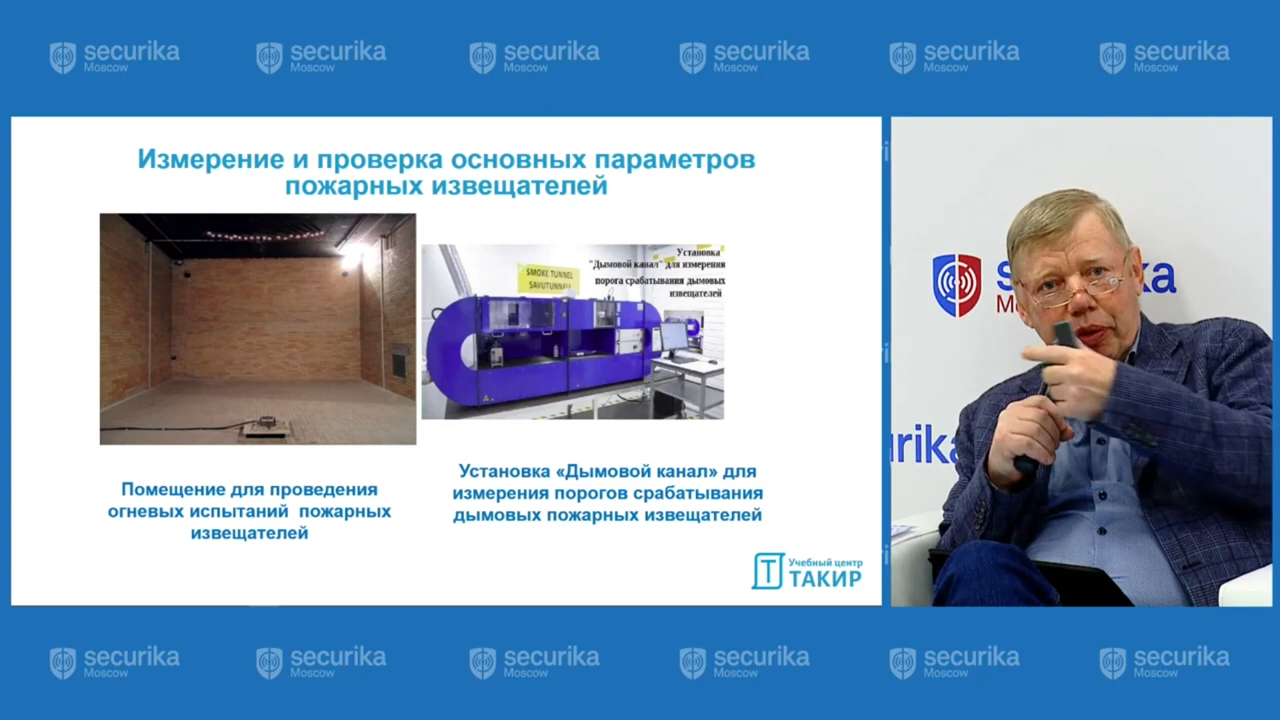 securika
Moscow
securika
Moscow
securika
Moscow
securika
Moscow
securika
Moscow
securika
Moscow
Измерение и проверка основных параметров
пожарных извещателей
SMOKE TUNNEL
SAVUTUNNELI
Установка
"Дымовой канал" для измерения
порога срабатывания дымовых
извещателей
Помещение для проведения
огневых испытаний пожарных
извещателей
Установка «Дымовой канал» для
измерения порогов срабатывания
дымовых пожарных извещателей
Учебный центр
ТАКИР
securika
Moscow
securika
Moscow
securika
Moscow
securika
Moscow
securika
Moscow
securika
Moscow